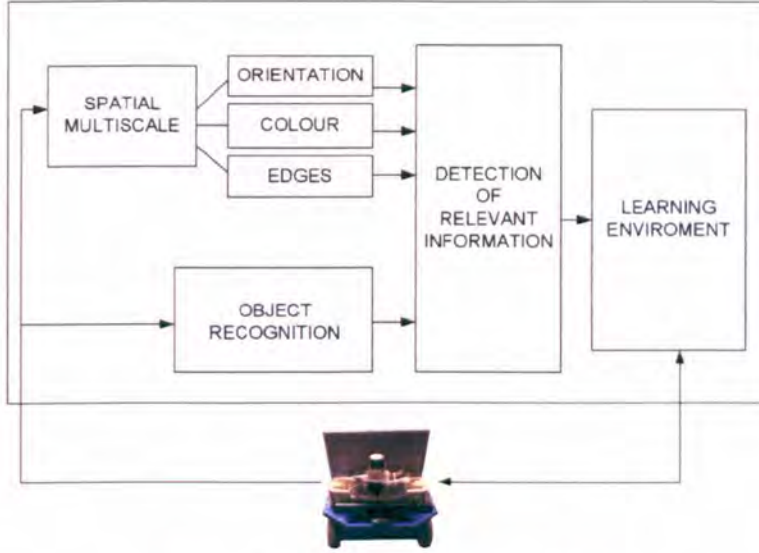 SPATIAL
MULTISCALE
ORIENTATION
COLOUR
EDGES
OBJECT
RECOGNITION
DETECTION
OF
RELEVANT
INFORMATION
LEARNING
ENVIROMENT